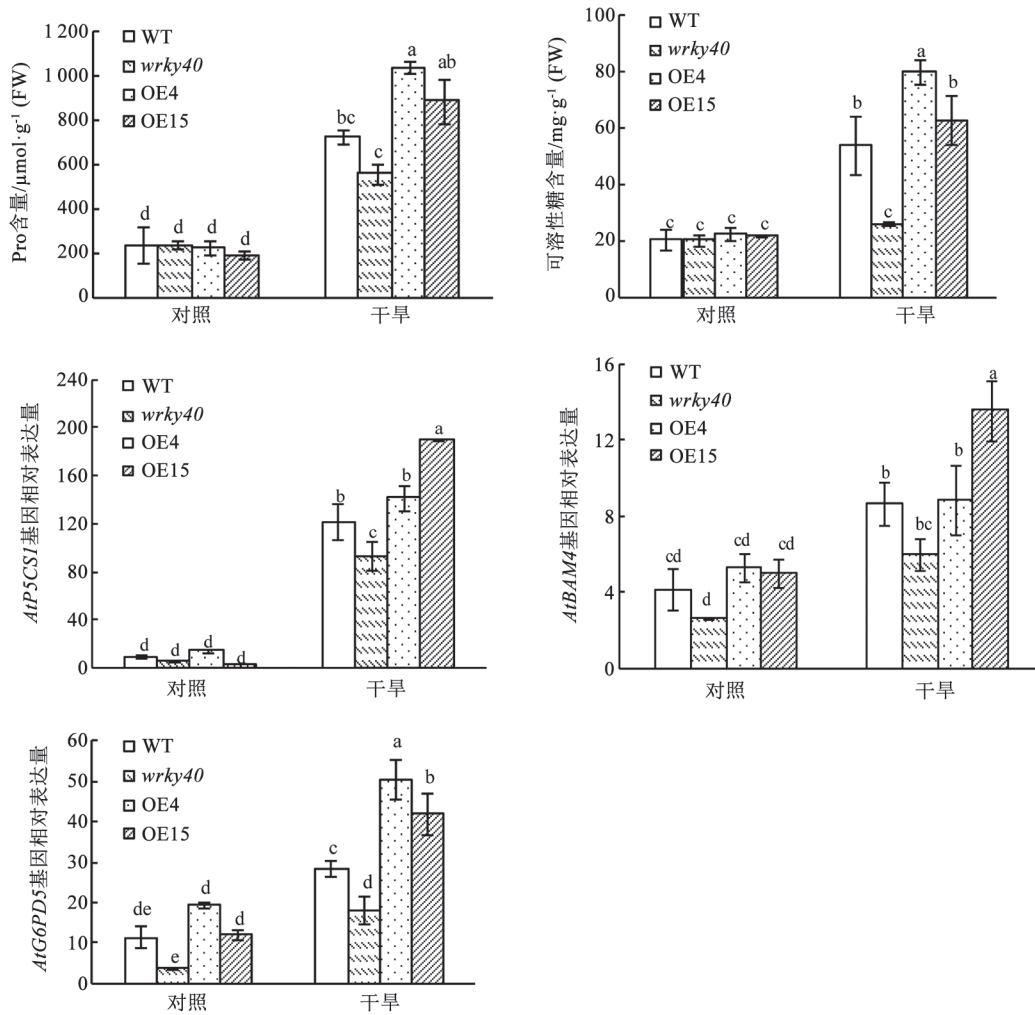 Pro含量/μmol·g⁻¹ (FW)
1 200
1 000
800
600
400
200
0
WT
wrky40
OE4
OE15
d
d
d
d
bc
c
a
ab
对照
干旱
可溶性糖含量/mg·g⁻¹ (FW)
100
80
60
40
20
0
WT
wrky40
OE4
OE15
c
c
c
c
b
c
a
b
对照
干旱
AtP5CS1基因相对表达量
240
200
160
120
80
40
0
WT
wrky40
OE4
OE15
d
d
d
d
b
c
b
a
对照
干旱
AtBAM4基因相对表达量
16
12
8
4
0
WT
wrky40
OE4
OE15
cd
d
cd
cd
b
bc
b
a
对照
干旱
AtG6PD5基因相对表达量
60
50
40
30
20
10
0
WT
wrky40
OE4
OE15
de
e
d
d
c
d
a
b
对照
干旱